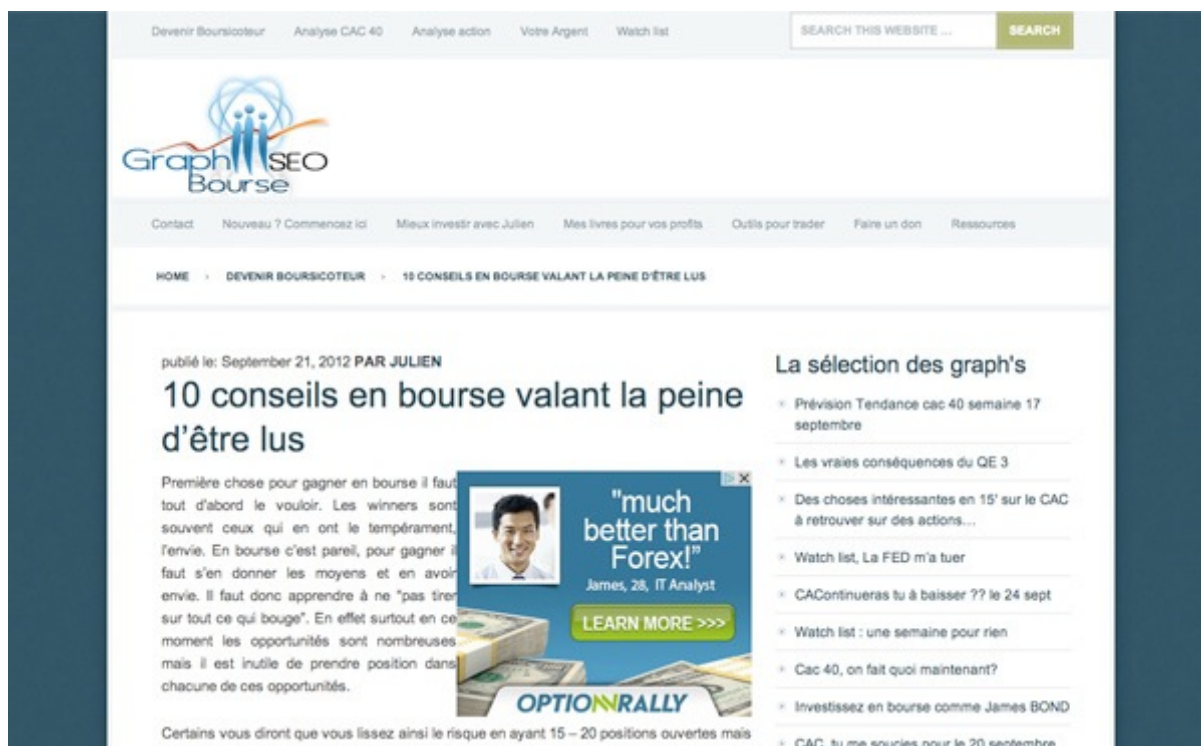 Devenir Boursicoteur Analyse CAC 40 Analyse action Votre Argent Watch list
SEARCH THIS WEBSITE ... SEARCH
Graph SEO
Bourse
Contact Nouveau ? Commencez ici Mieux investir avec Julien Mes livres pour vos profits Outils pour trader Faire un don Ressources
HOME › DEVENIR BOURSICOTEUR › 10 CONSEILS EN BOURSE VALANT LA PEINE D'ÊTRE LUS
publié le: September 21, 2012 PAR JULIEN
10 conseils en bourse valant la peine
d'être lus
Première chose pour gagner en bourse il faut
tout d'abord le vouloir. Les winners sont
souvent ceux qui en ont le tempérament,
l'envie. En bourse c'est pareil, pour gagner il
faut s'en donner les moyens et en avoir
envie. Il faut donc apprendre à ne "pas tirer
sur tout ce qui bouge". En effet surtout en ce
moment les opportunités sont nombreuses
mais il est inutile de prendre position dans
chacune de ces opportunités.
"much
better than
Forex!"
James, 28, IT Analyst
LEARN MORE >>>
OPTIONRALLY
Certains vous diront que vous lissez ainsi le risque en ayant 15 – 20 positions ouvertes mais
La sélection des graph's
Prévision Tendance cac 40 semaine 17
septembre
Les vraies conséquences du QE 3
Des choses intéressantes en 15' sur le CAC
à retrouver sur des actions…
Watch list, La FED m'a tuer
CAContinueras tu à baisser ?? le 24 sept
Watch list : une semaine pour rien
Cac 40, on fait quoi maintenant?
Investissez en bourse comme James BOND
CAC, tu me soucies pour le 20 septembre